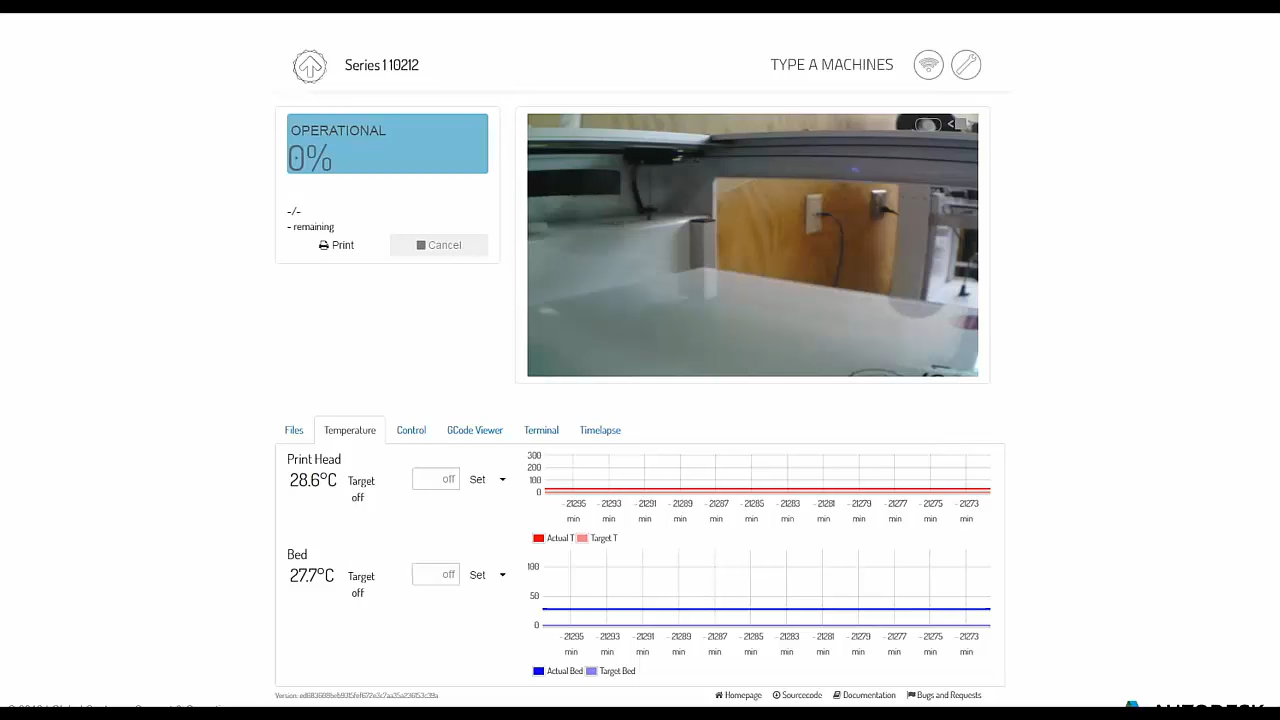 Series 1 10212
TYPE A MACHINES
OPERATIONAL
0%
-/-
- remaining
Print
Cancel
Files
Temperature
Control
GCode Viewer
Terminal
Timelapse
Print Head
28.6°C
Target
off
off
Set
300
200
100
0
- 21295 min
- 21293 min
- 21291 min
- 21289 min
- 21287 min
- 21285 min
- 21283 min
- 21281 min
- 21279 min
- 21277 min
- 21275 min
- 21273 min
Actual T
Target T
Bed
27.7°C
Target
off
off
Set
100
50
0
- 21295 min
- 21293 min
- 21291 min
- 21289 min
- 21287 min
- 21285 min
- 21283 min
- 21281 min
- 21279 min
- 21277 min
- 21275 min
- 21273 min
Actual Bed
Target Bed
Version:
Homepage
Sourcecode
Documentation
Bugs and Requests
AUTODESK